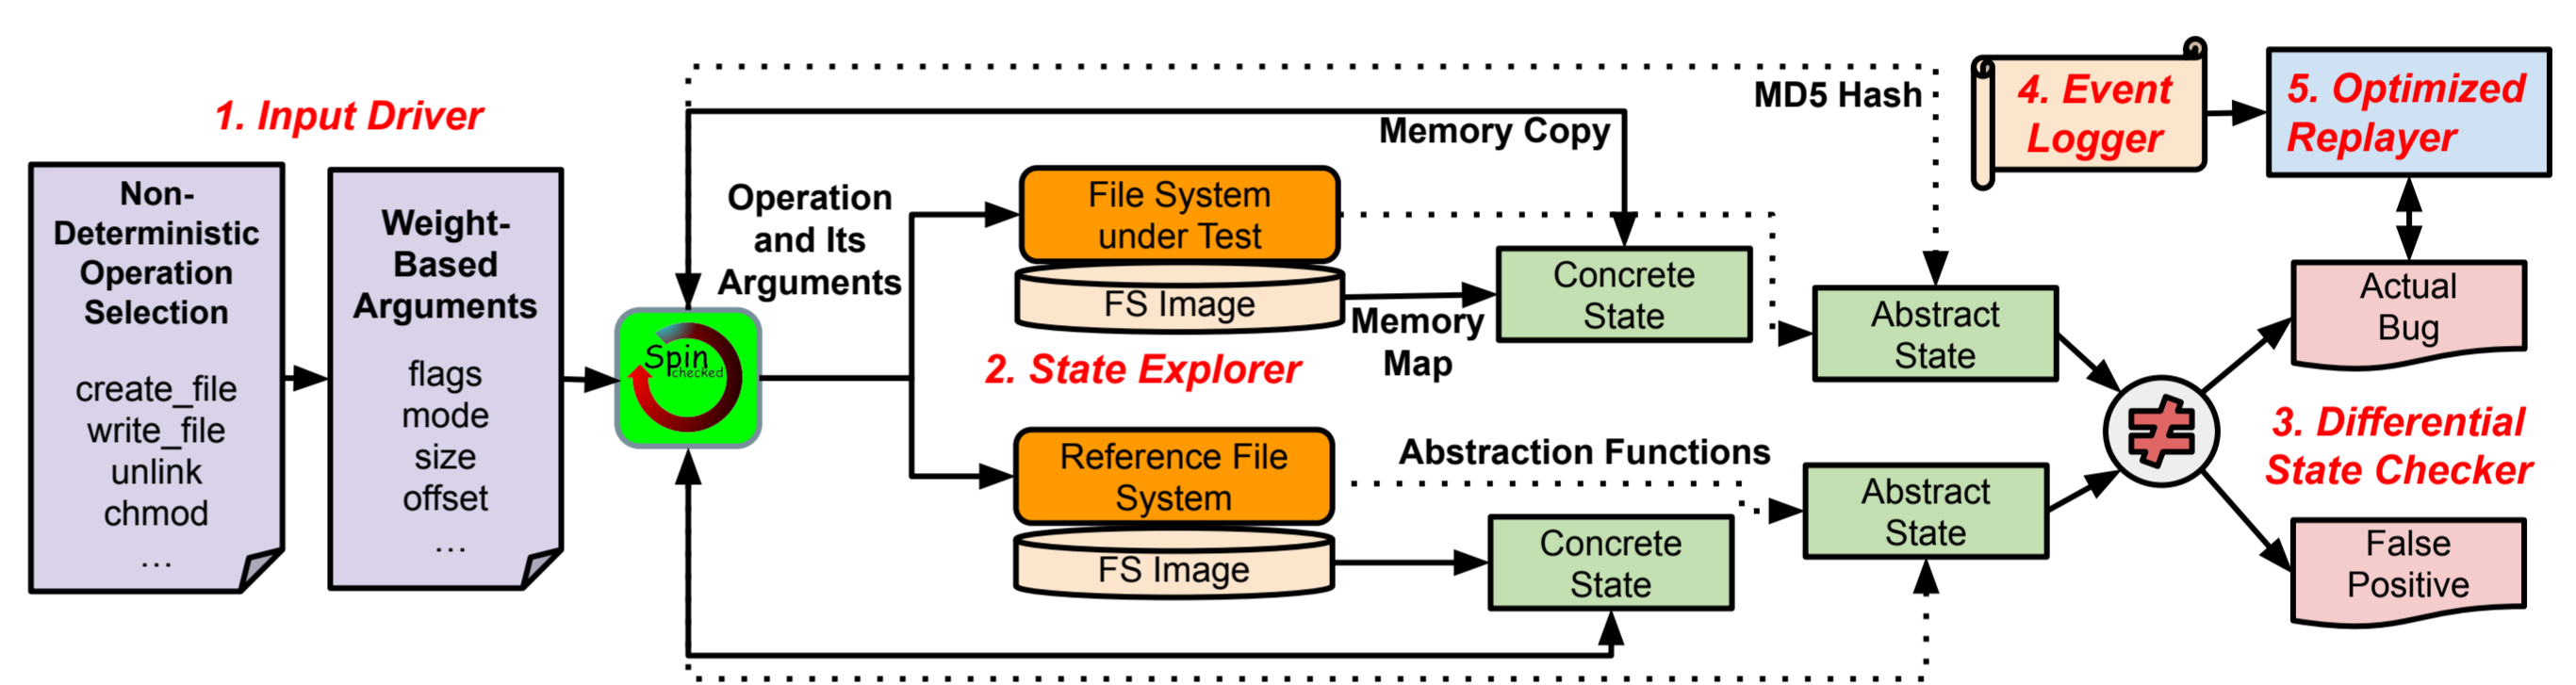 1. Input Driver
Non-
Deterministic
Operation
Selection
create_file
write_file
unlink
chmod
...
Weight-
Based
Arguments
flags
mode
size
offset
...
Spin
checked
Operation
and Its
Arguments
2. State Explorer
File System
under Test
FS Image
Reference File
System
FS Image
Memory Copy
Memory
Map
Concrete
State
Abstraction Functions
Concrete
State
MD5 Hash
Abstract
State
Abstract
State
4. Event
Logger
5. Optimized
Replayer
Actual
Bug
3. Differential
State Checker
False
Positive